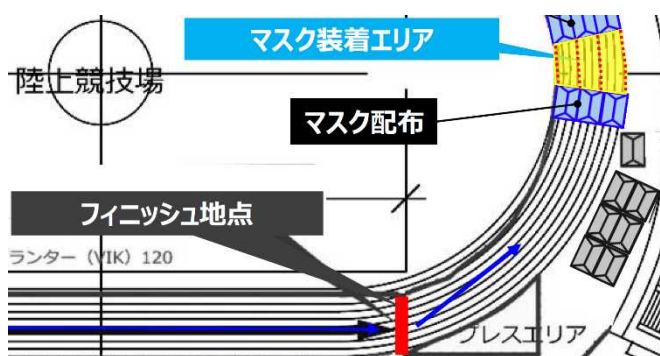 マスク装着エリア
陸上競技場
マスク配布
フィニッシュ地点
ランター（VIK）120
プレスエリア